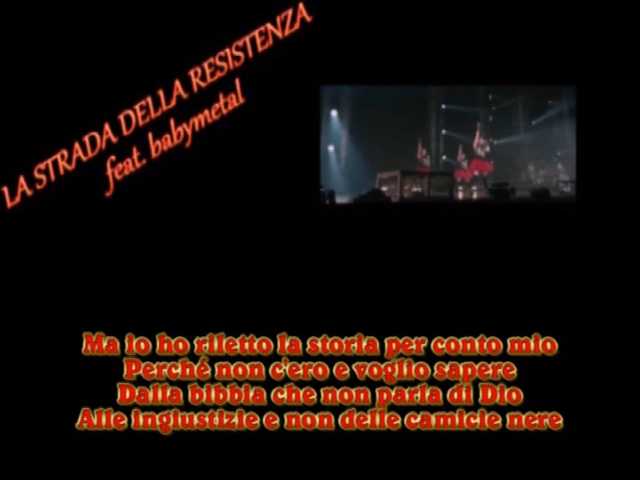 LA STRADA DELLA RESISTENZA
feat. babymetal
Ma io ho riletto la storia per conto mio
Perché non c'ero e voglio sapere
Dalla bibbia che non parla di Dio
Alle ingiustizie e non delle camicie nere